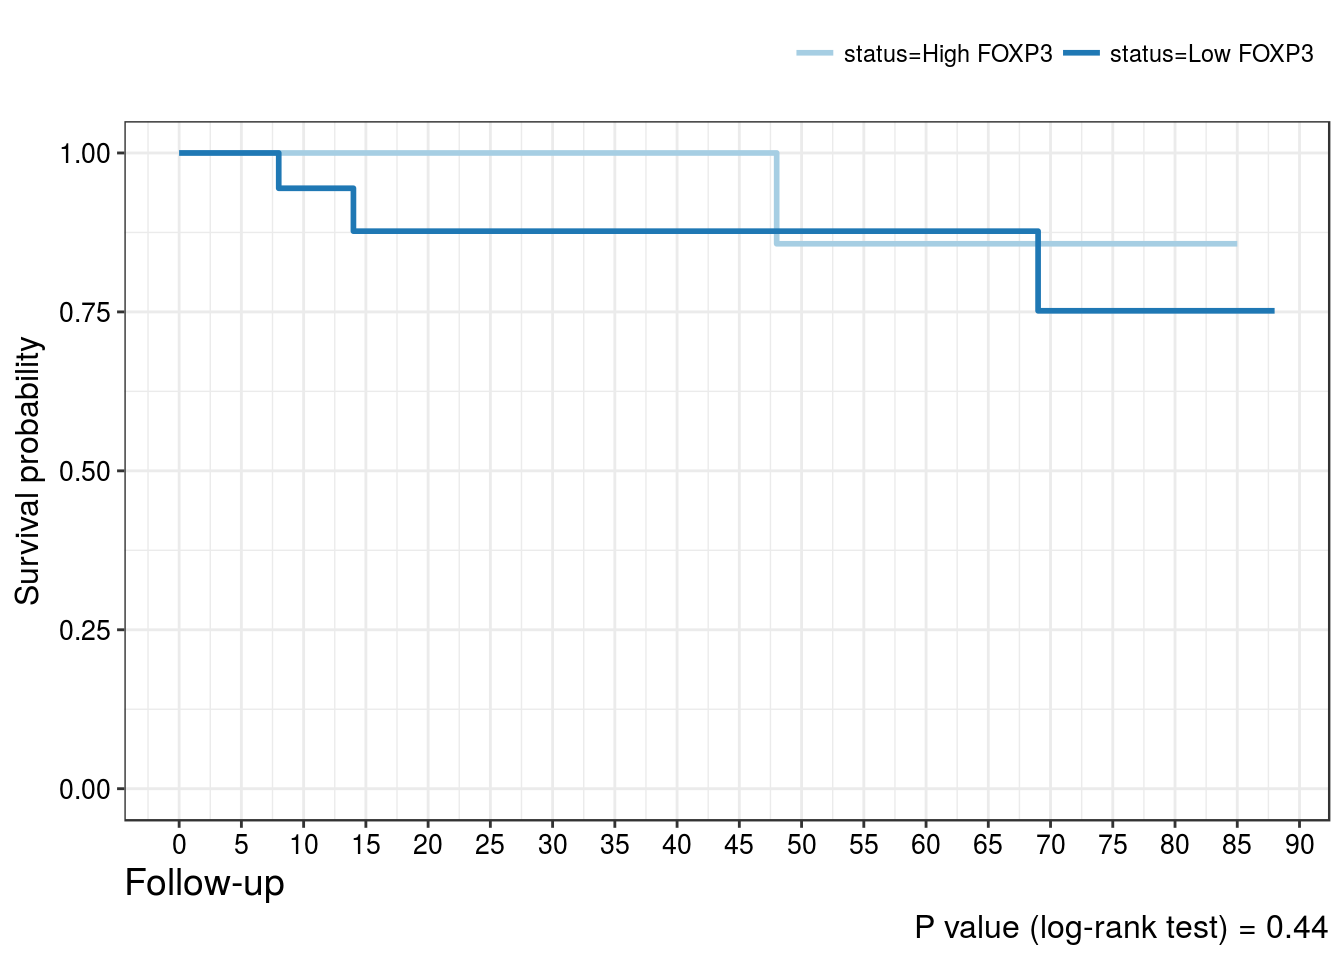 status=High FOXP3 status=Low FOXP3
1.00
0.75
0.50
0.25
0.00
Survival probability
0 5 10 15 20 25 30 35 40 45 50 55 60 65 70 75 80 85 90
Follow-up
P value (log-rank test) = 0.44